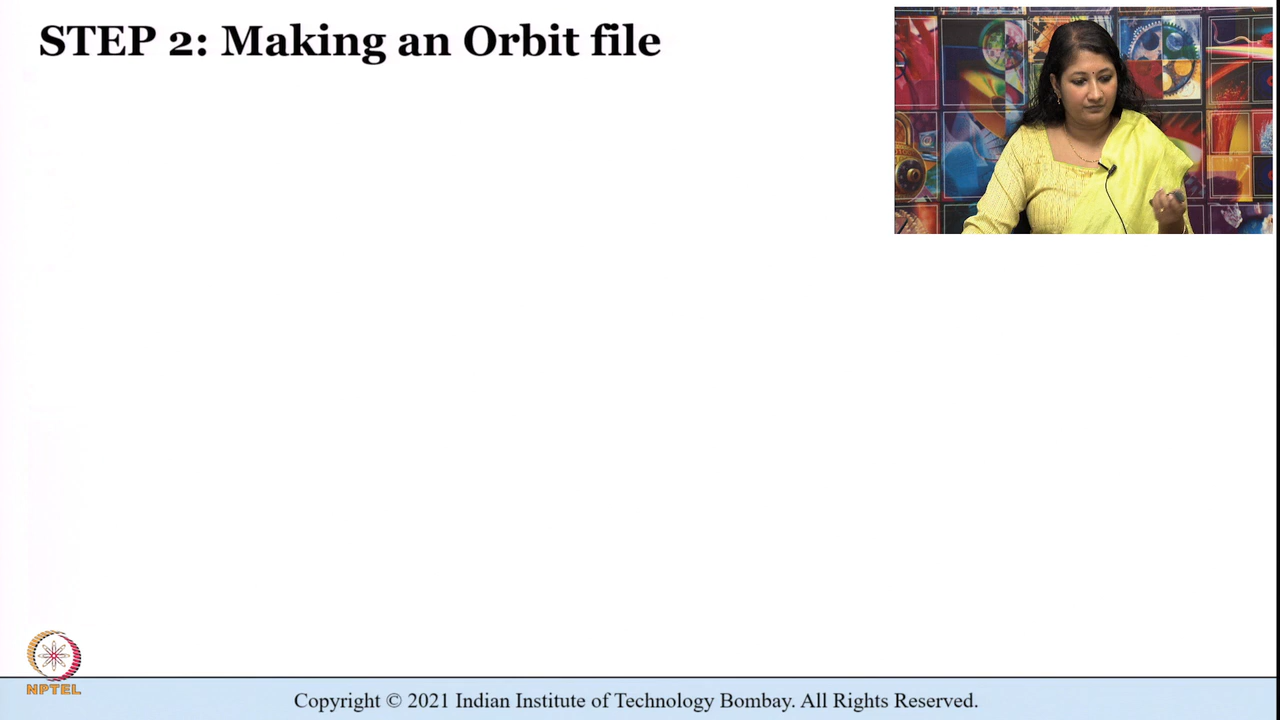 STEP 2: Making an Orbit file
NPTEL
Copyright © 2021 Indian Institute of Technology Bombay. All Rights Reserved.